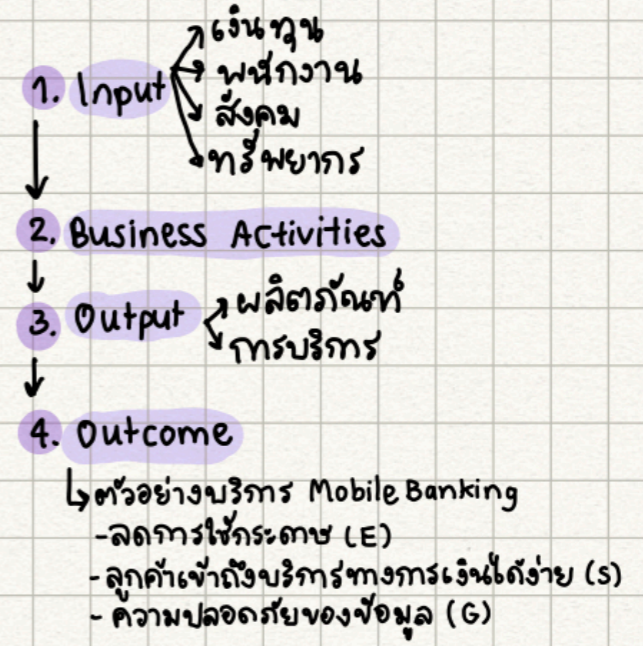 1. Input
เงินทุน
พนักงาน
สังคม
ทรัพยากร
2. Business Activities
3. Output
ผลิตภัณฑ์
การบริการ
4. Outcome
ตัวอย่างบริการ Mobile Banking
-ลดการใช้กระดาษ (E)
-ลูกค้าเข้าถึงบริการทางการเงินได้ง่าย (S)
- ความปลอดภัยของข้อมูล (G)